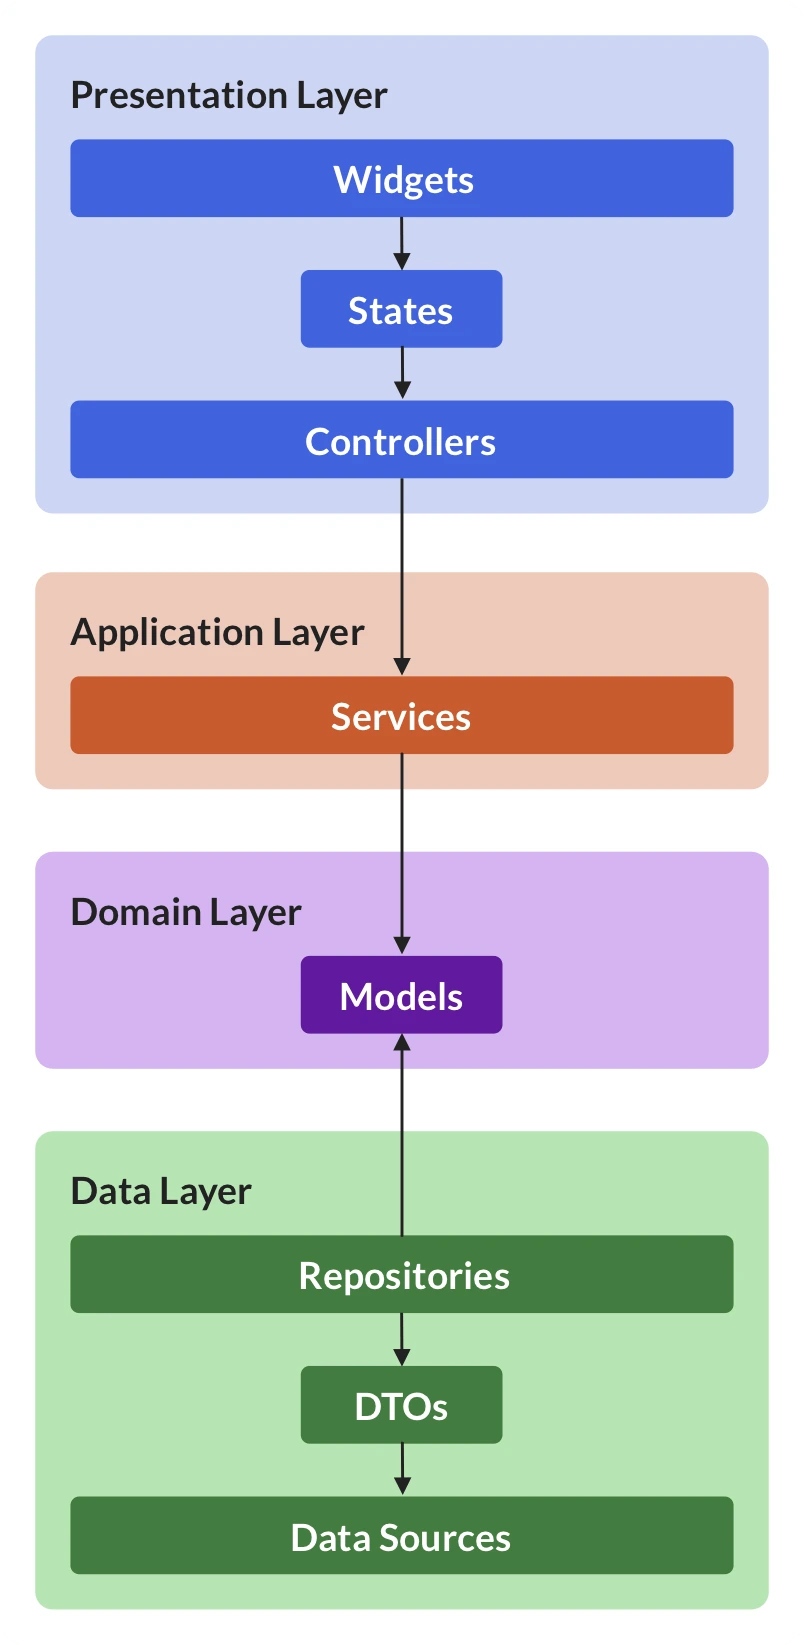 Presentation Layer
Widgets
States
Controllers
Application Layer
Services
Domain Layer
Models
Data Layer
Repositories
DTOs
Data Sources